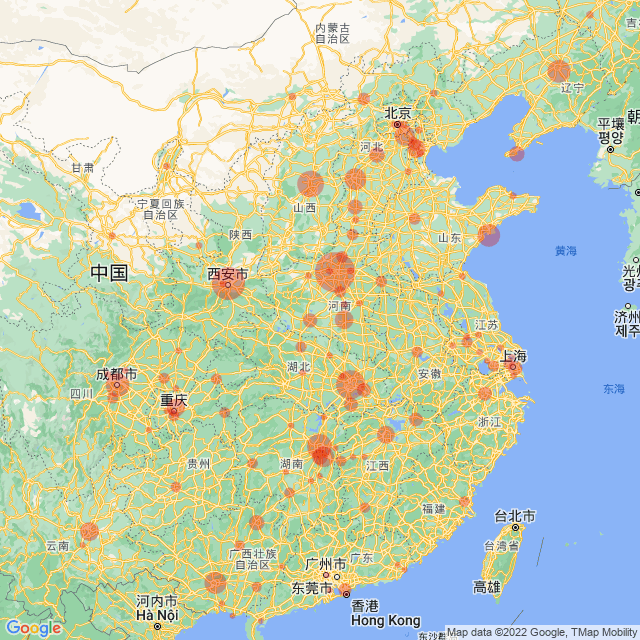 内蒙古
自治区
吉
辽宁
北京
朝
平壤
평양
河北
甘肃
宁夏回族
自治区
山西
陕西
山东
黄海
中国
西安市
光州
광주
济州
제주
河南
江苏
上海
湖北
安徽
成都市
四川
重庆
东海
浙江
贵州
湖南
江西
福建
台北市
云南
广西壮族
自治区
广东
台湾省
广州市
东莞市
高雄
河内市
Hà Nội
香港
Hong Kong
东沙群
Google
Map data ©2022 Google, TMap Mobility